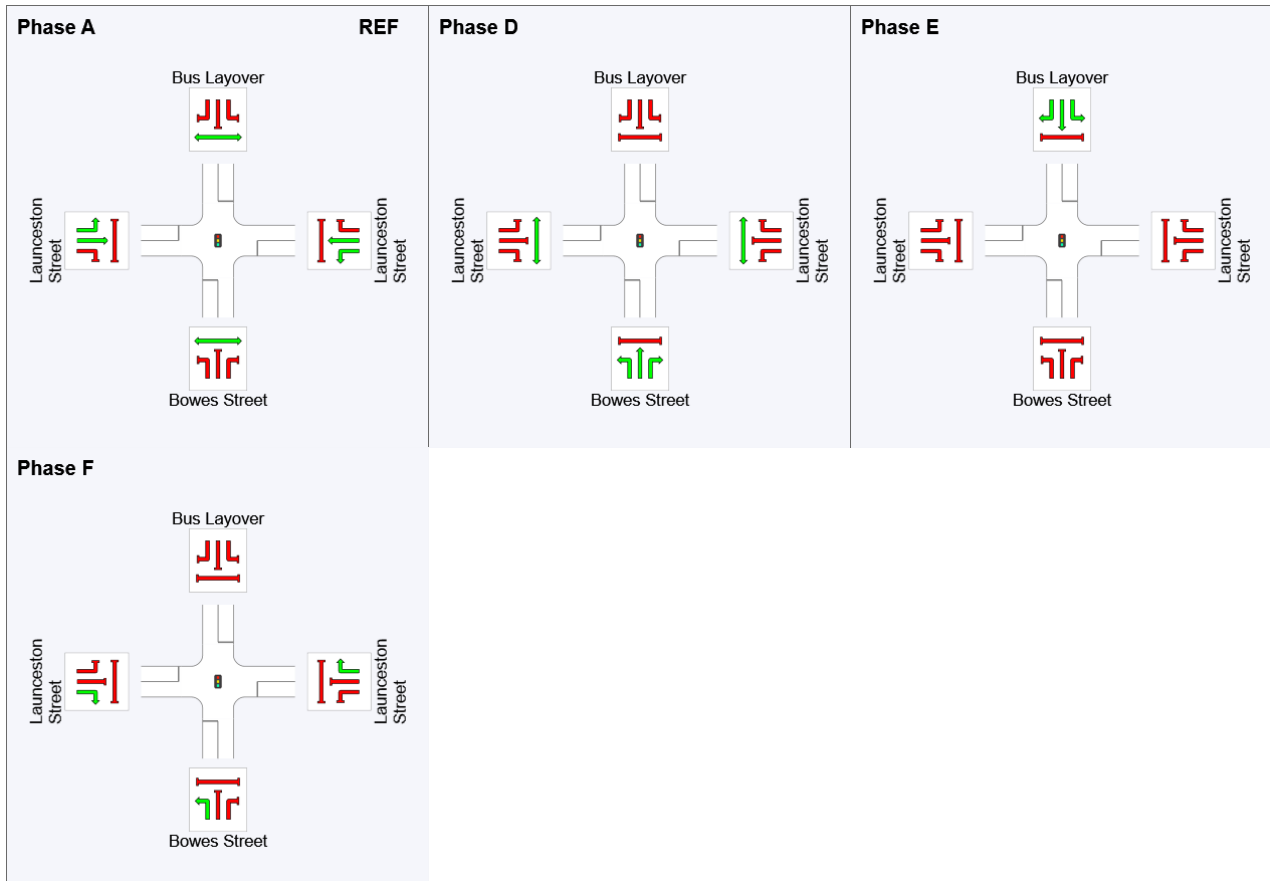 Phase A
REF
Bus Layover
Launceston
Street
Launceston
Street
Bowes Street
Phase D
Bus Layover
Launceston
Street
Launceston
Street
Bowes Street
Phase E
Bus Layover
Launceston
Street
Launceston
Street
Bowes Street
Phase F
Bus Layover
Launceston
Street
Launceston
Street
Bowes Street